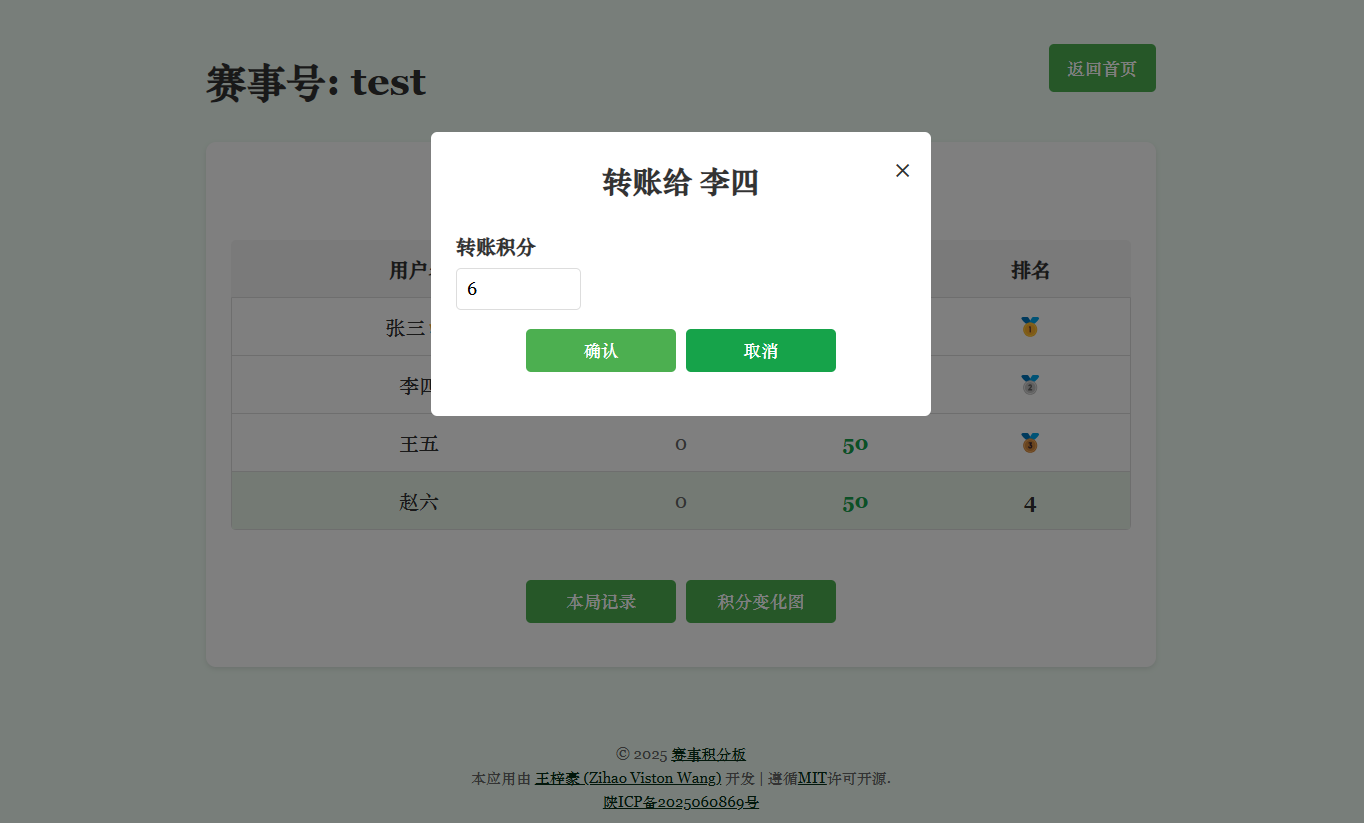 赛事号: test
返回首页
转账给 李四
×
转账积分
6
确认 取消
用户 排名
张三 1
李四 2
王五 0 50 3
赵六 0 50 4
本局记录 积分变化图
© 2025 赛事积分板
本应用由 王梓豪 (Zihao Viston Wang) 开发 | 遵循MIT许可开源.
陕ICP备2025060869号